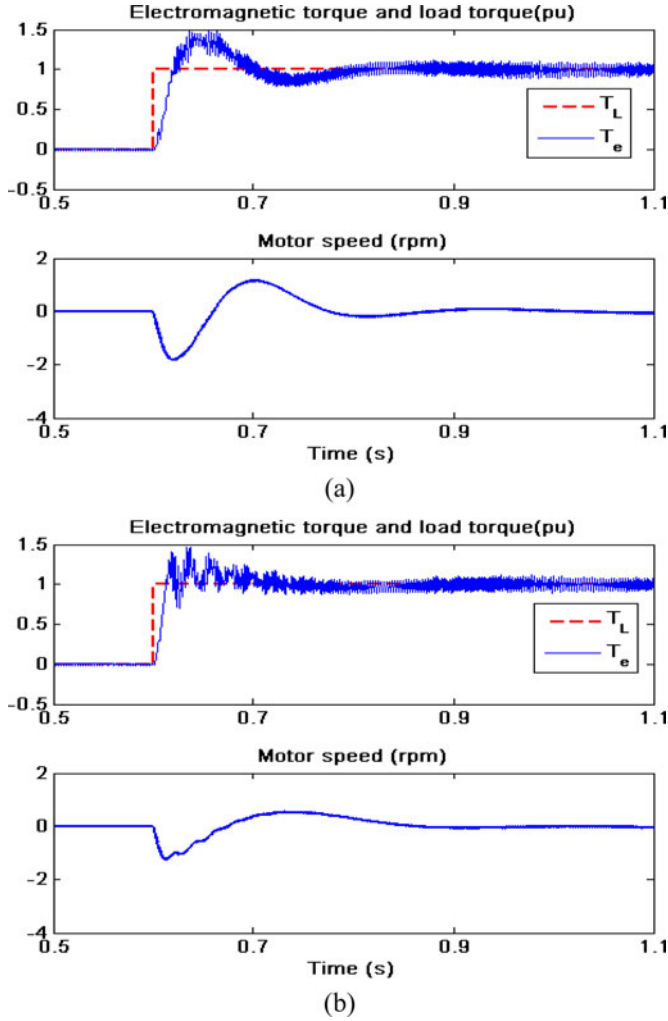 Electromagnetic torque and load torque(pu)
1.5
1
0.5
0
-0.5
T_L
T_e
0.5 0.7 0.9 1.1
Motor speed (rpm)
2
0
-2
-4
0.5 0.7 0.9 1.1
Time (s)
(a)
Electromagnetic torque and load torque(pu)
1.5
1
0.5
0
-0.5
T_L
T_e
0.5 0.7 0.9 1.1
Motor speed (rpm)
2
0
-2
-4
0.5 0.7 0.9 1.1
Time (s)
(b)